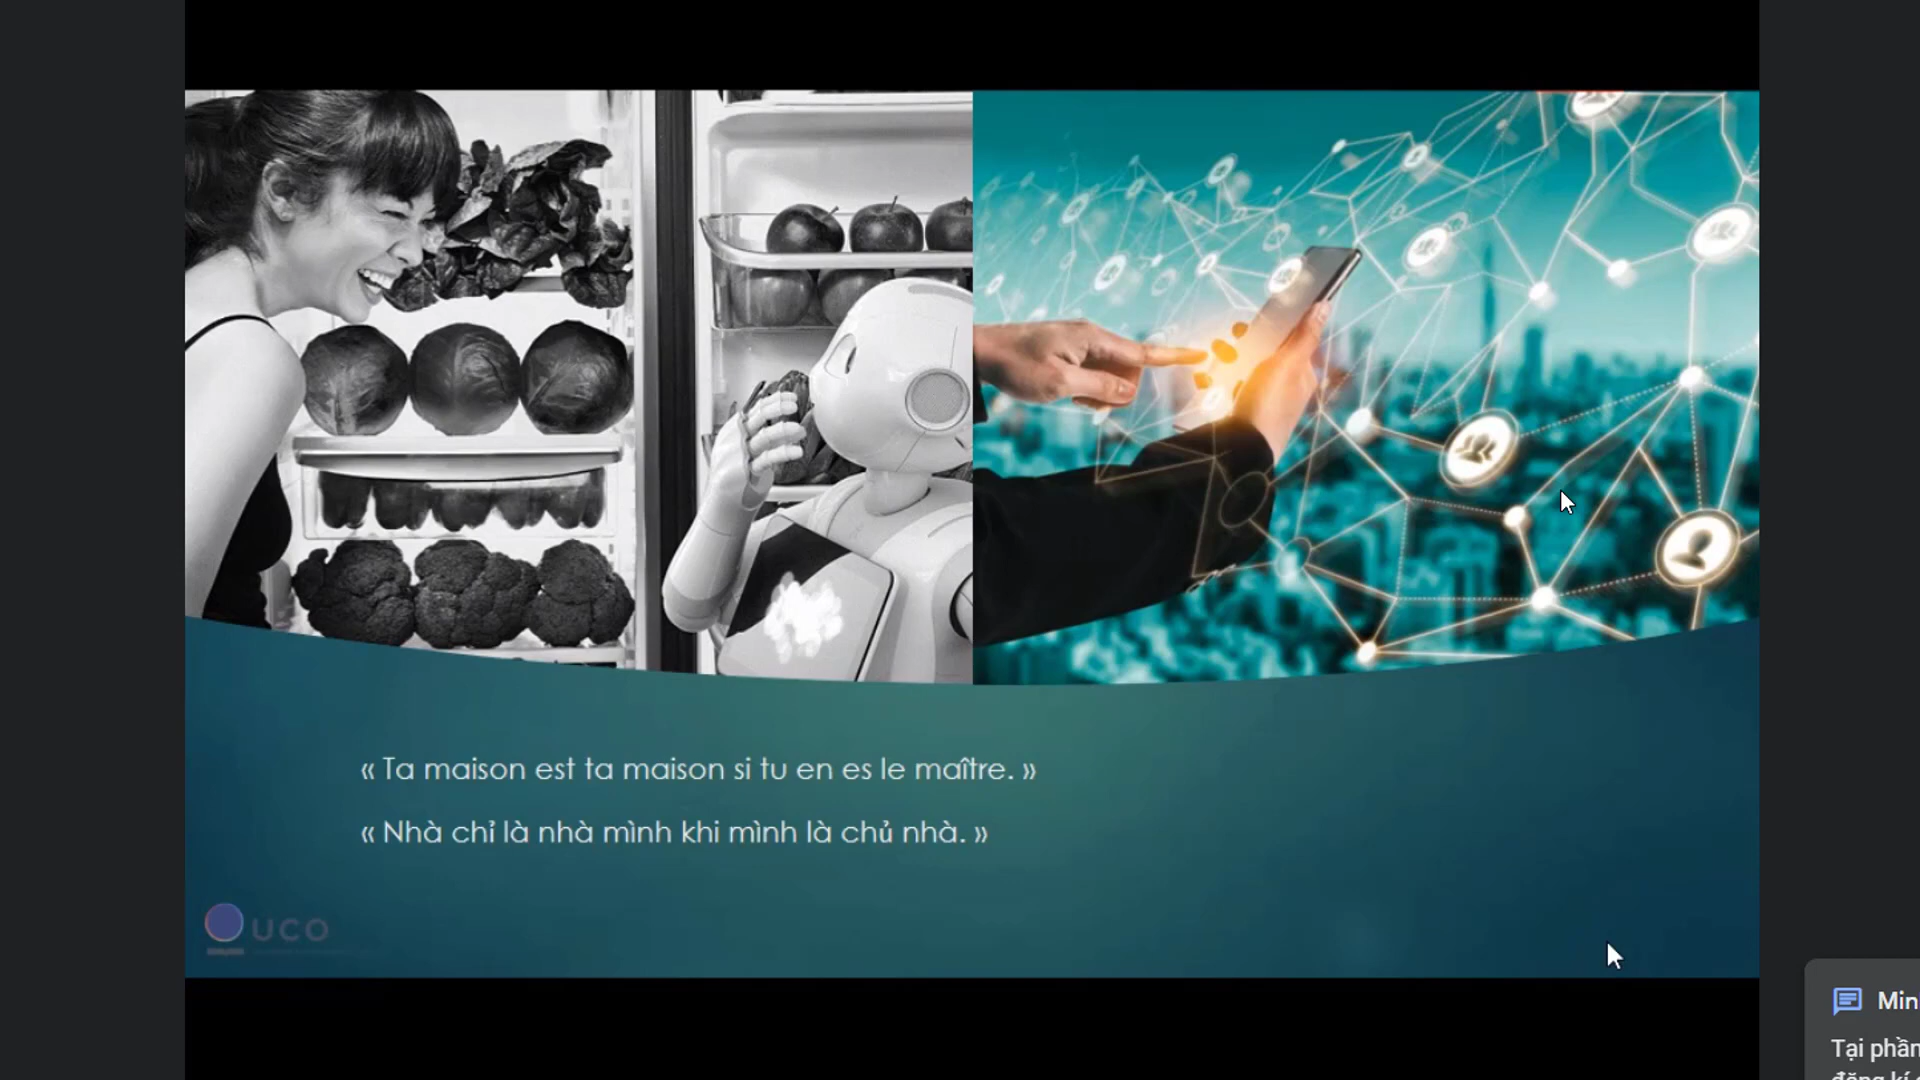 « Ta maison est ta maison si tu en es le maître. »
« Nhà chỉ là nhà mình khi mình là chủ nhà. »
UCO
Min
Tại phần